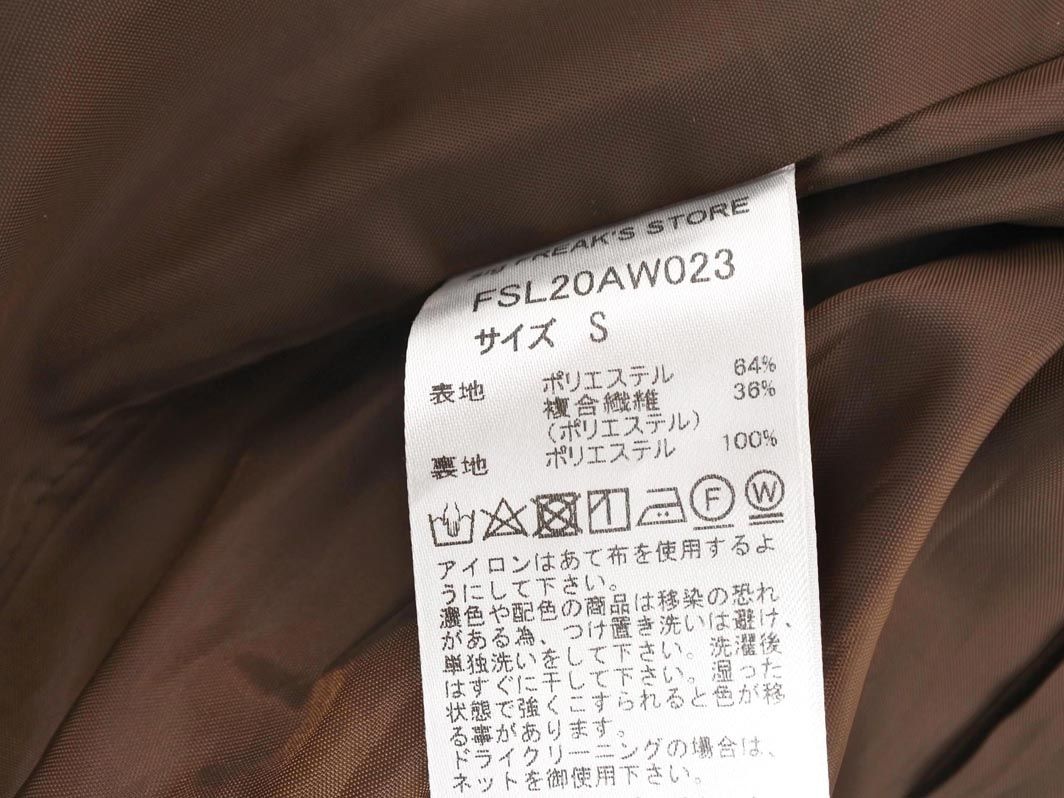 FREAK'S STORE
FSL20AW023
サイズ S
表地 ポリエステル 64%
複合繊維 36%
(ポリエステル)
裏地 ポリエステル 100%
F W
アイロンはあて布を使用するよ
うにして下さい。
濃色や配色の商品は移染の恐れ
がある為、つけ置き洗いは避け、
単独洗いをして下さい。洗濯後
はすぐに干して下さい。湿った
状態で強くこすられると色が移
る事があります。
ドライクリーニングの場合は、
ネットを御使用下さい。